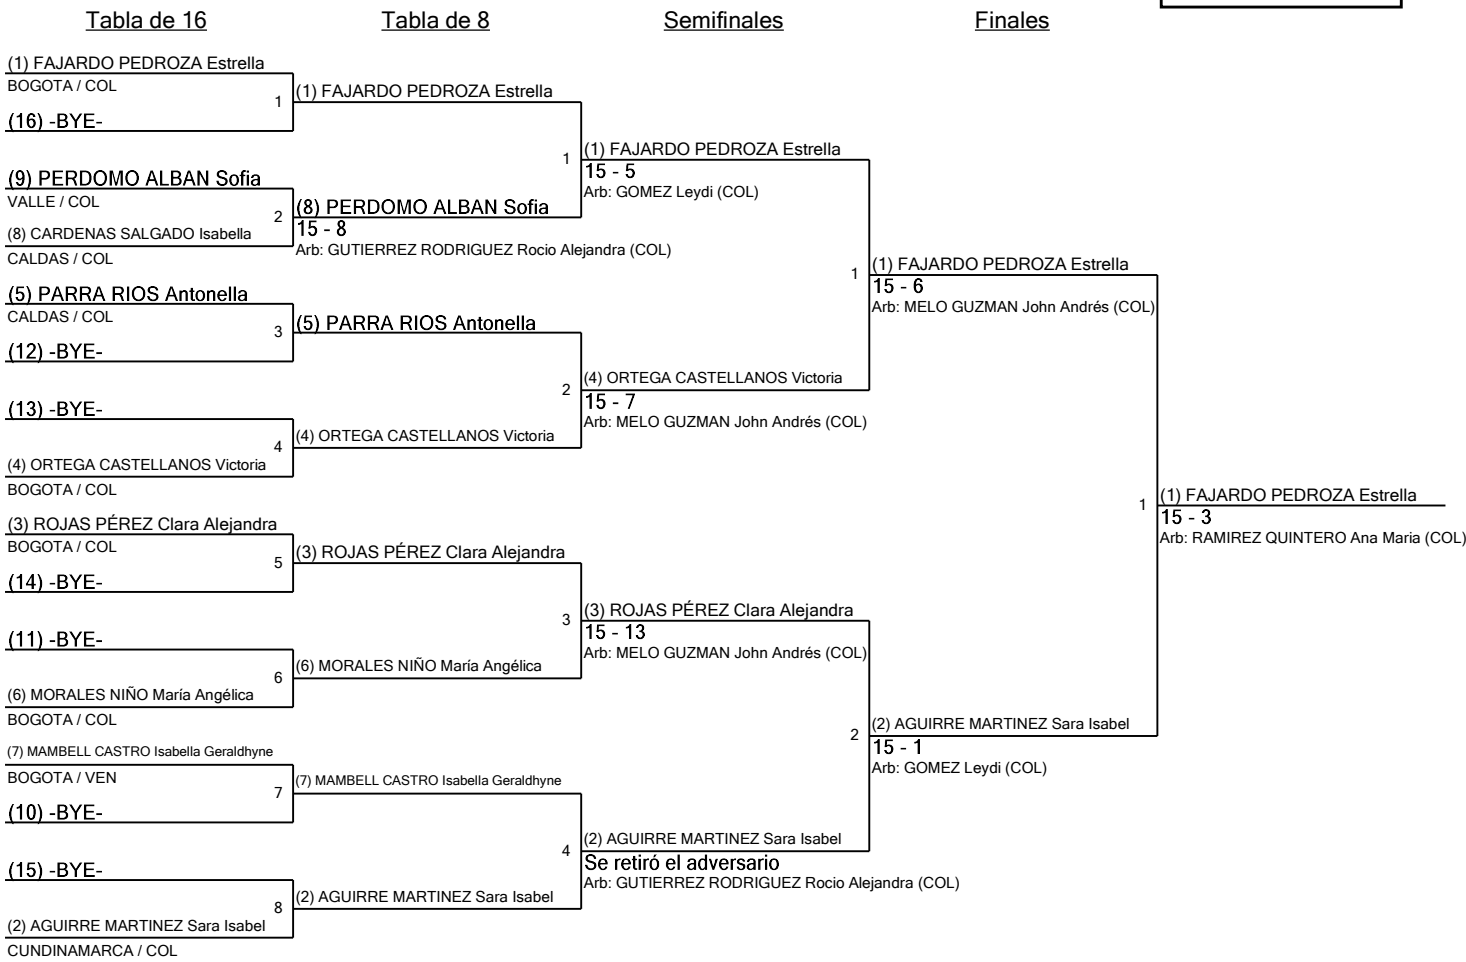 Tabla de 16
Tabla de 8
Semifinales
Finales
(1) FAJARDO PEDROZA Estrella
BOGOTA / COL
1
(16) -BYE-
(9) PERDOMO ALBAN Sofia
VALLE / COL
2
(8) CARDENAS SALGADO Isabella
CALDAS / COL
(5) PARRA RIOS Antonella
CALDAS / COL
3
(12) -BYE-
(13) -BYE-
4
(4) ORTEGA CASTELLANOS Victoria
BOGOTA / COL
(3) ROJAS PÉREZ Clara Alejandra
BOGOTA / COL
5
(14) -BYE-
(11) -BYE-
6
(6) MORALES NIÑO María Angélica
BOGOTA / COL
(7) MAMBELL CASTRO Isabella Geraldhyne
BOGOTA / VEN
7
(10) -BYE-
(15) -BYE-
8
(2) AGUIRRE MARTINEZ Sara Isabel
CUNDINAMARCA / COL
(1) FAJARDO PEDROZA Estrella
1
(8) PERDOMO ALBAN Sofia
15 - 8
Arb: GUTIERREZ RODRIGUEZ Rocio Alejandra (COL)
(5) PARRA RIOS Antonella
2
(4) ORTEGA CASTELLANOS Victoria
(3) ROJAS PÉREZ Clara Alejandra
3
(6) MORALES NIÑO María Angélica
(7) MAMBELL CASTRO Isabella Geraldhyne
4
(2) AGUIRRE MARTINEZ Sara Isabel
(1) FAJARDO PEDROZA Estrella
15 - 5
Arb: GOMEZ Leydi (COL)
1
(4) ORTEGA CASTELLANOS Victoria
15 - 7
Arb: MELO GUZMAN John Andrés (COL)
(3) ROJAS PÉREZ Clara Alejandra
15 - 13
Arb: MELO GUZMAN John Andrés (COL)
2
(2) AGUIRRE MARTINEZ Sara Isabel
Se retiró el adversario
Arb: GUTIERREZ RODRIGUEZ Rocio Alejandra (COL)
(1) FAJARDO PEDROZA Estrella
15 - 6
Arb: MELO GUZMAN John Andrés (COL)
1
(2) AGUIRRE MARTINEZ Sara Isabel
15 - 1
Arb: GOMEZ Leydi (COL)
(1) FAJARDO PEDROZA Estrella
15 - 3
Arb: RAMIREZ QUINTERO Ana Maria (COL)